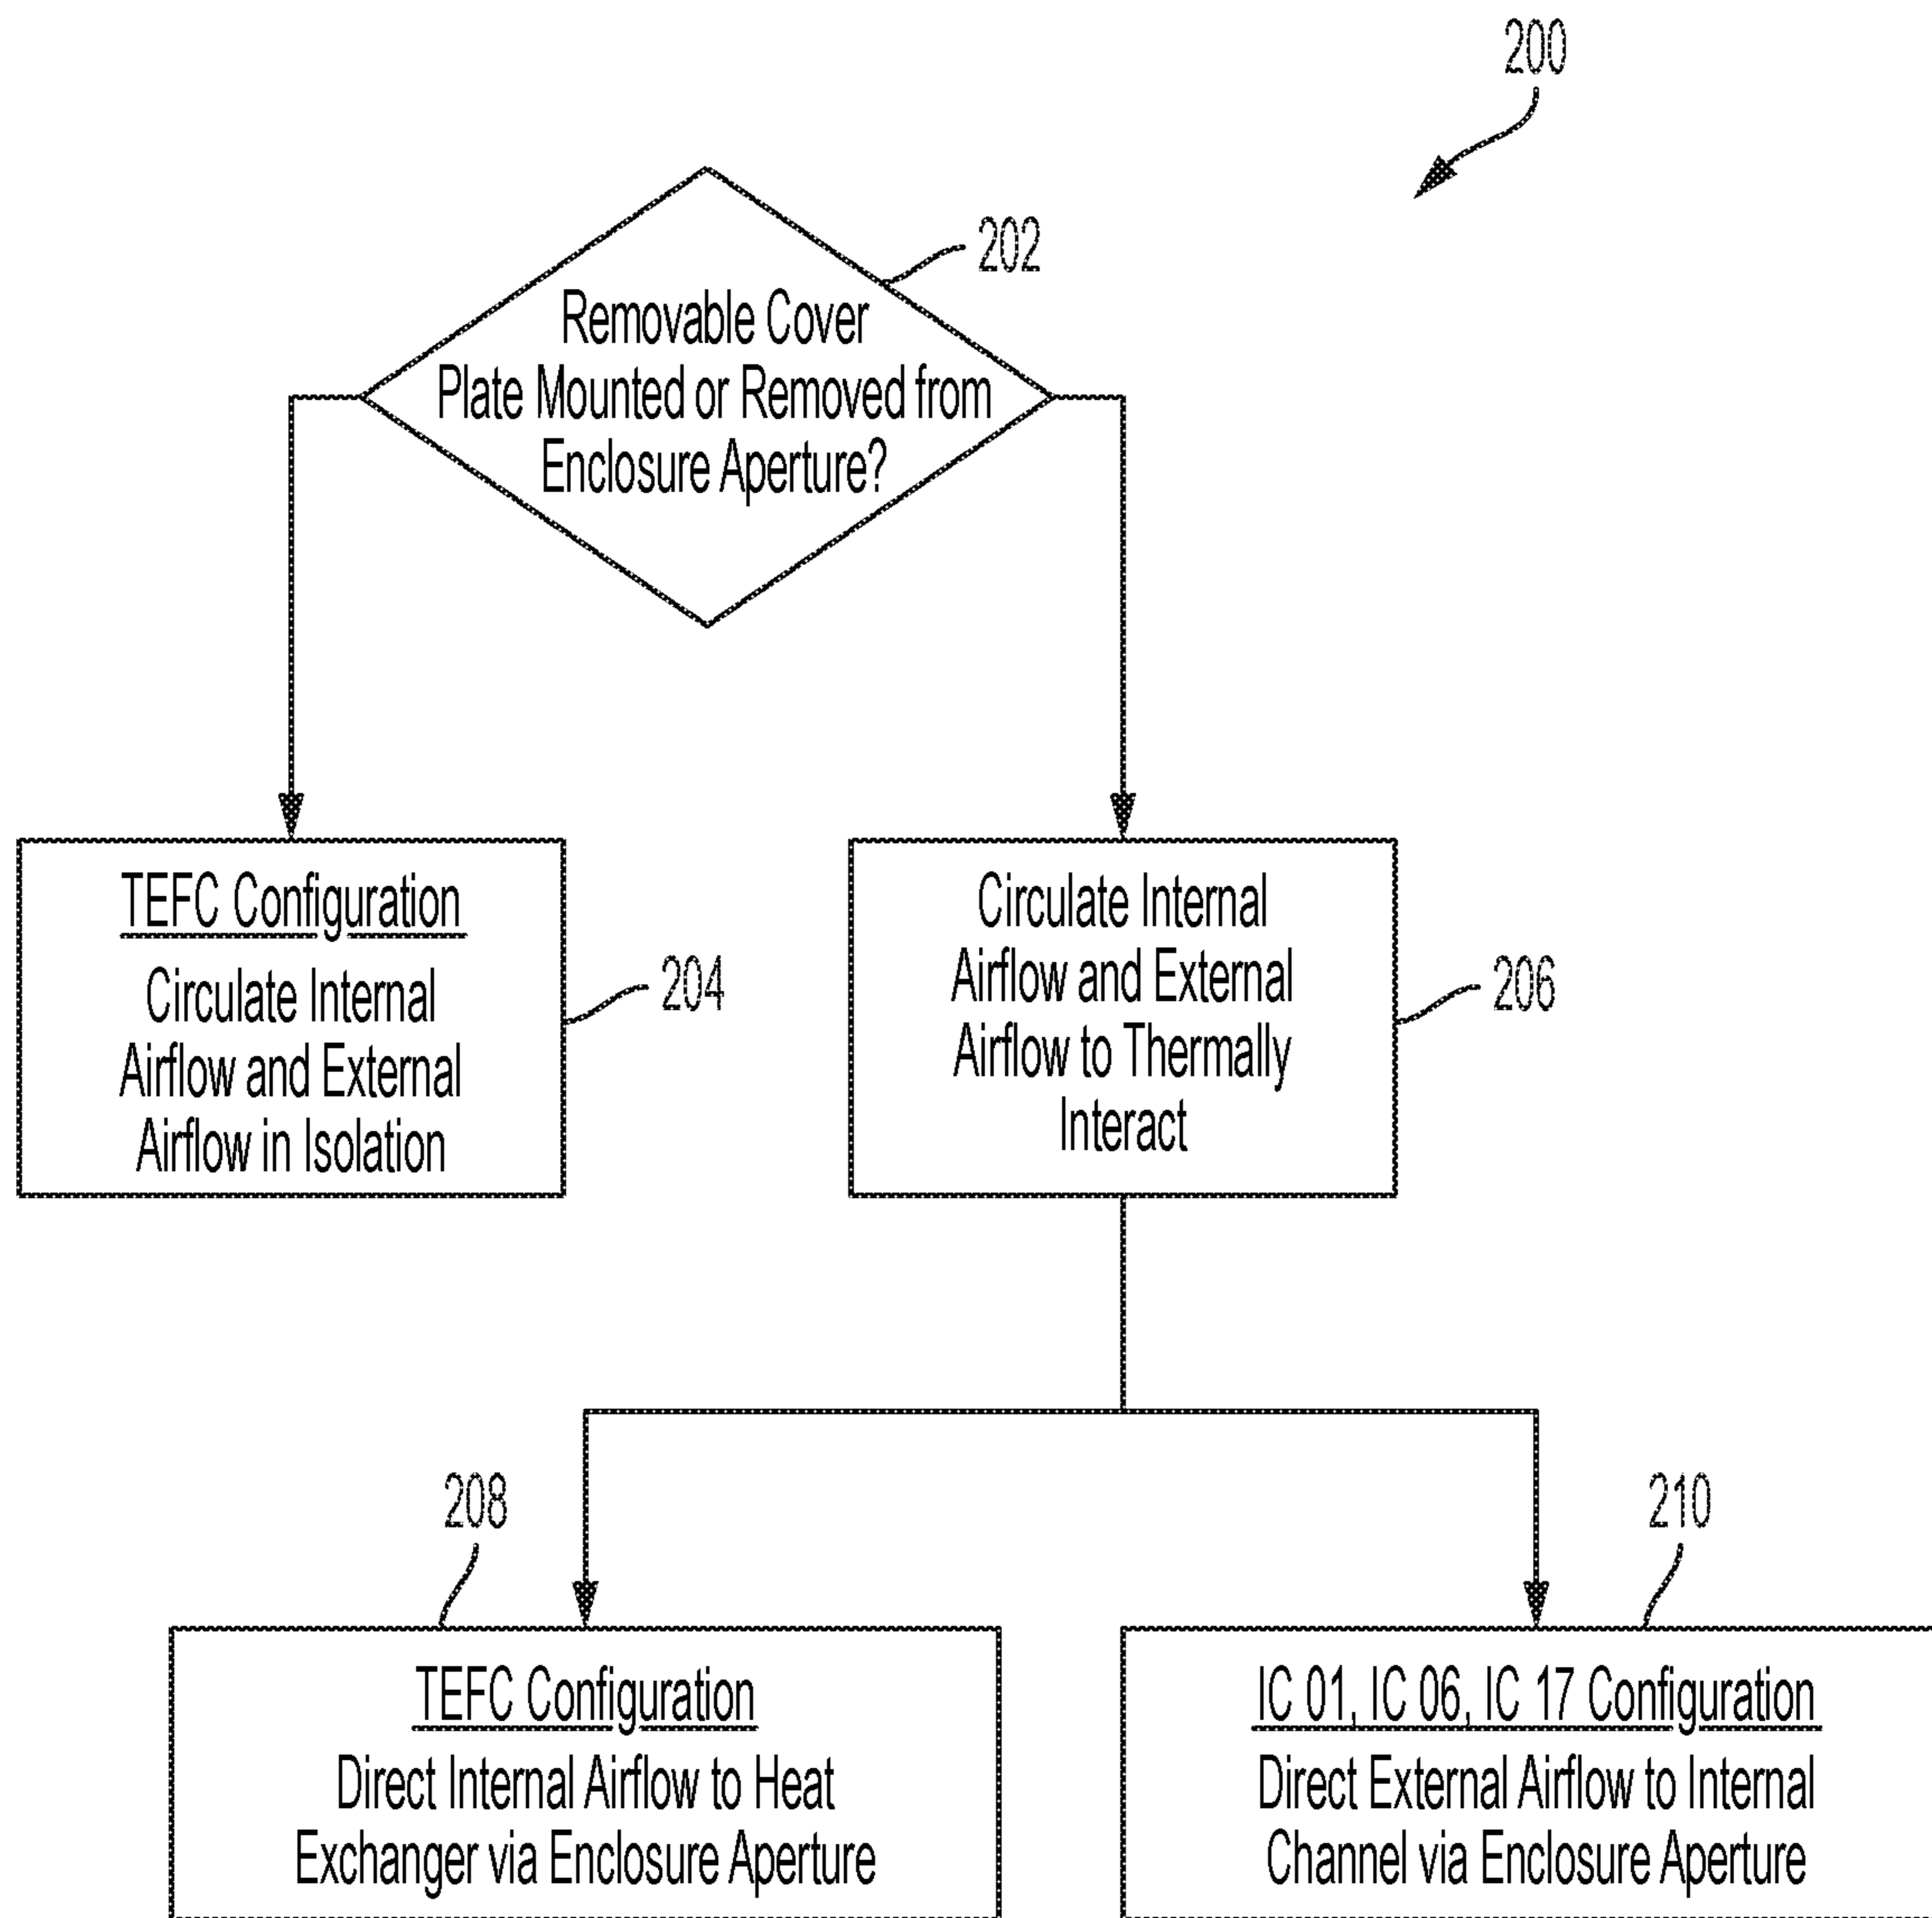 200
202
Removable Cover
Plate Mounted or Removed from
Enclosure Aperture?
TEFC Configuration
Circulate Internal
Airflow and External
Airflow in Isolation
204
Circulate Internal
Airflow and External
Airflow to Thermally
Interact
206
208
TEFC Configuration
Direct Internal Airflow to Heat
Exchanger via Enclosure Aperture
210
IC 01, IC 06, IC 17 Configuration
Direct External Airflow to Internal
Channel via Enclosure Aperture